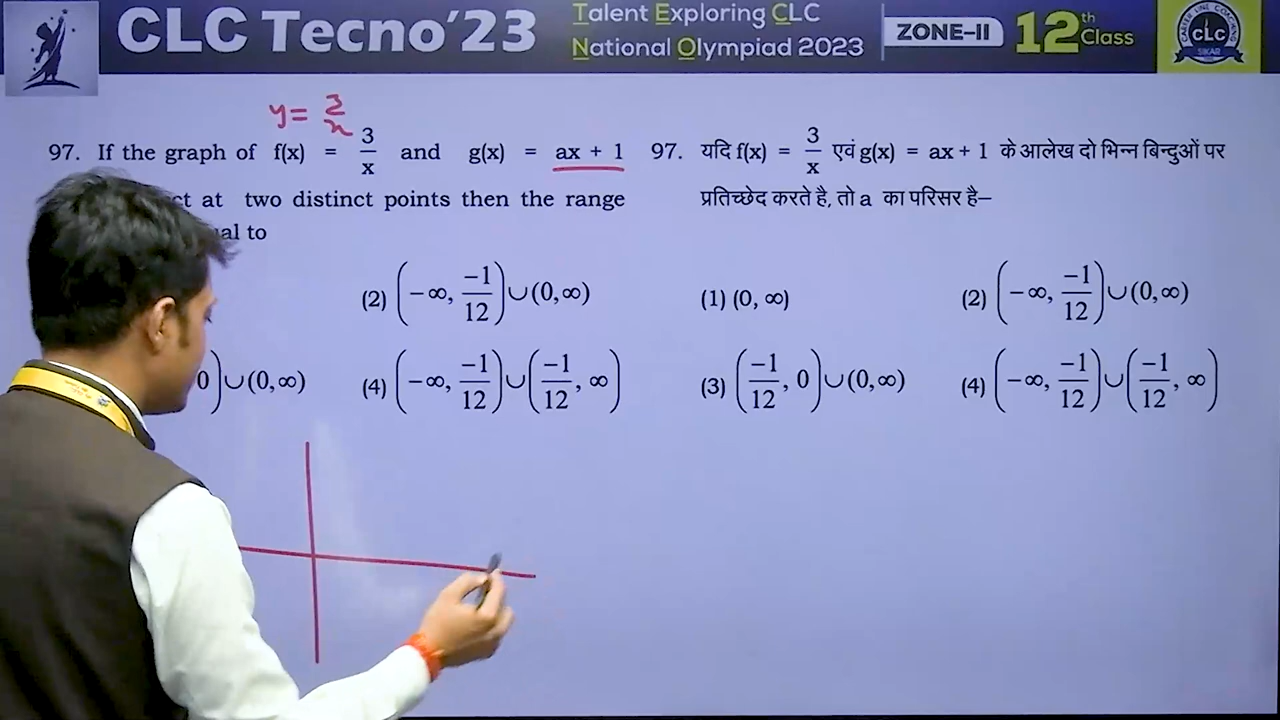 CLC Tecno'23
Talent Exploring CLC
National Olympiad 2023
ZONE–II
12th Class
CLC
SIKAR
y = 3/x
97. If the graph of f(x) = 3/x and g(x) = ax + 1
at two distinct points then the range
to
(2) (−∞, −1/12) ∪ (0, ∞)
0) ∪ (0, ∞)
(4) (−∞, −1/12) ∪ (−1/12, ∞)
97. यदि f(x) = 3/x एवं g(x) = ax + 1 के आलेख दो भिन्न बिन्दुओं पर
प्रतिच्छेद करते है, तो a का परिसर है–
(1) (0, ∞)
(2) (−∞, −1/12) ∪ (0, ∞)
(3) (−1/12, 0) ∪ (0, ∞)
(4) (−∞, −1/12) ∪ (−1/12, ∞)